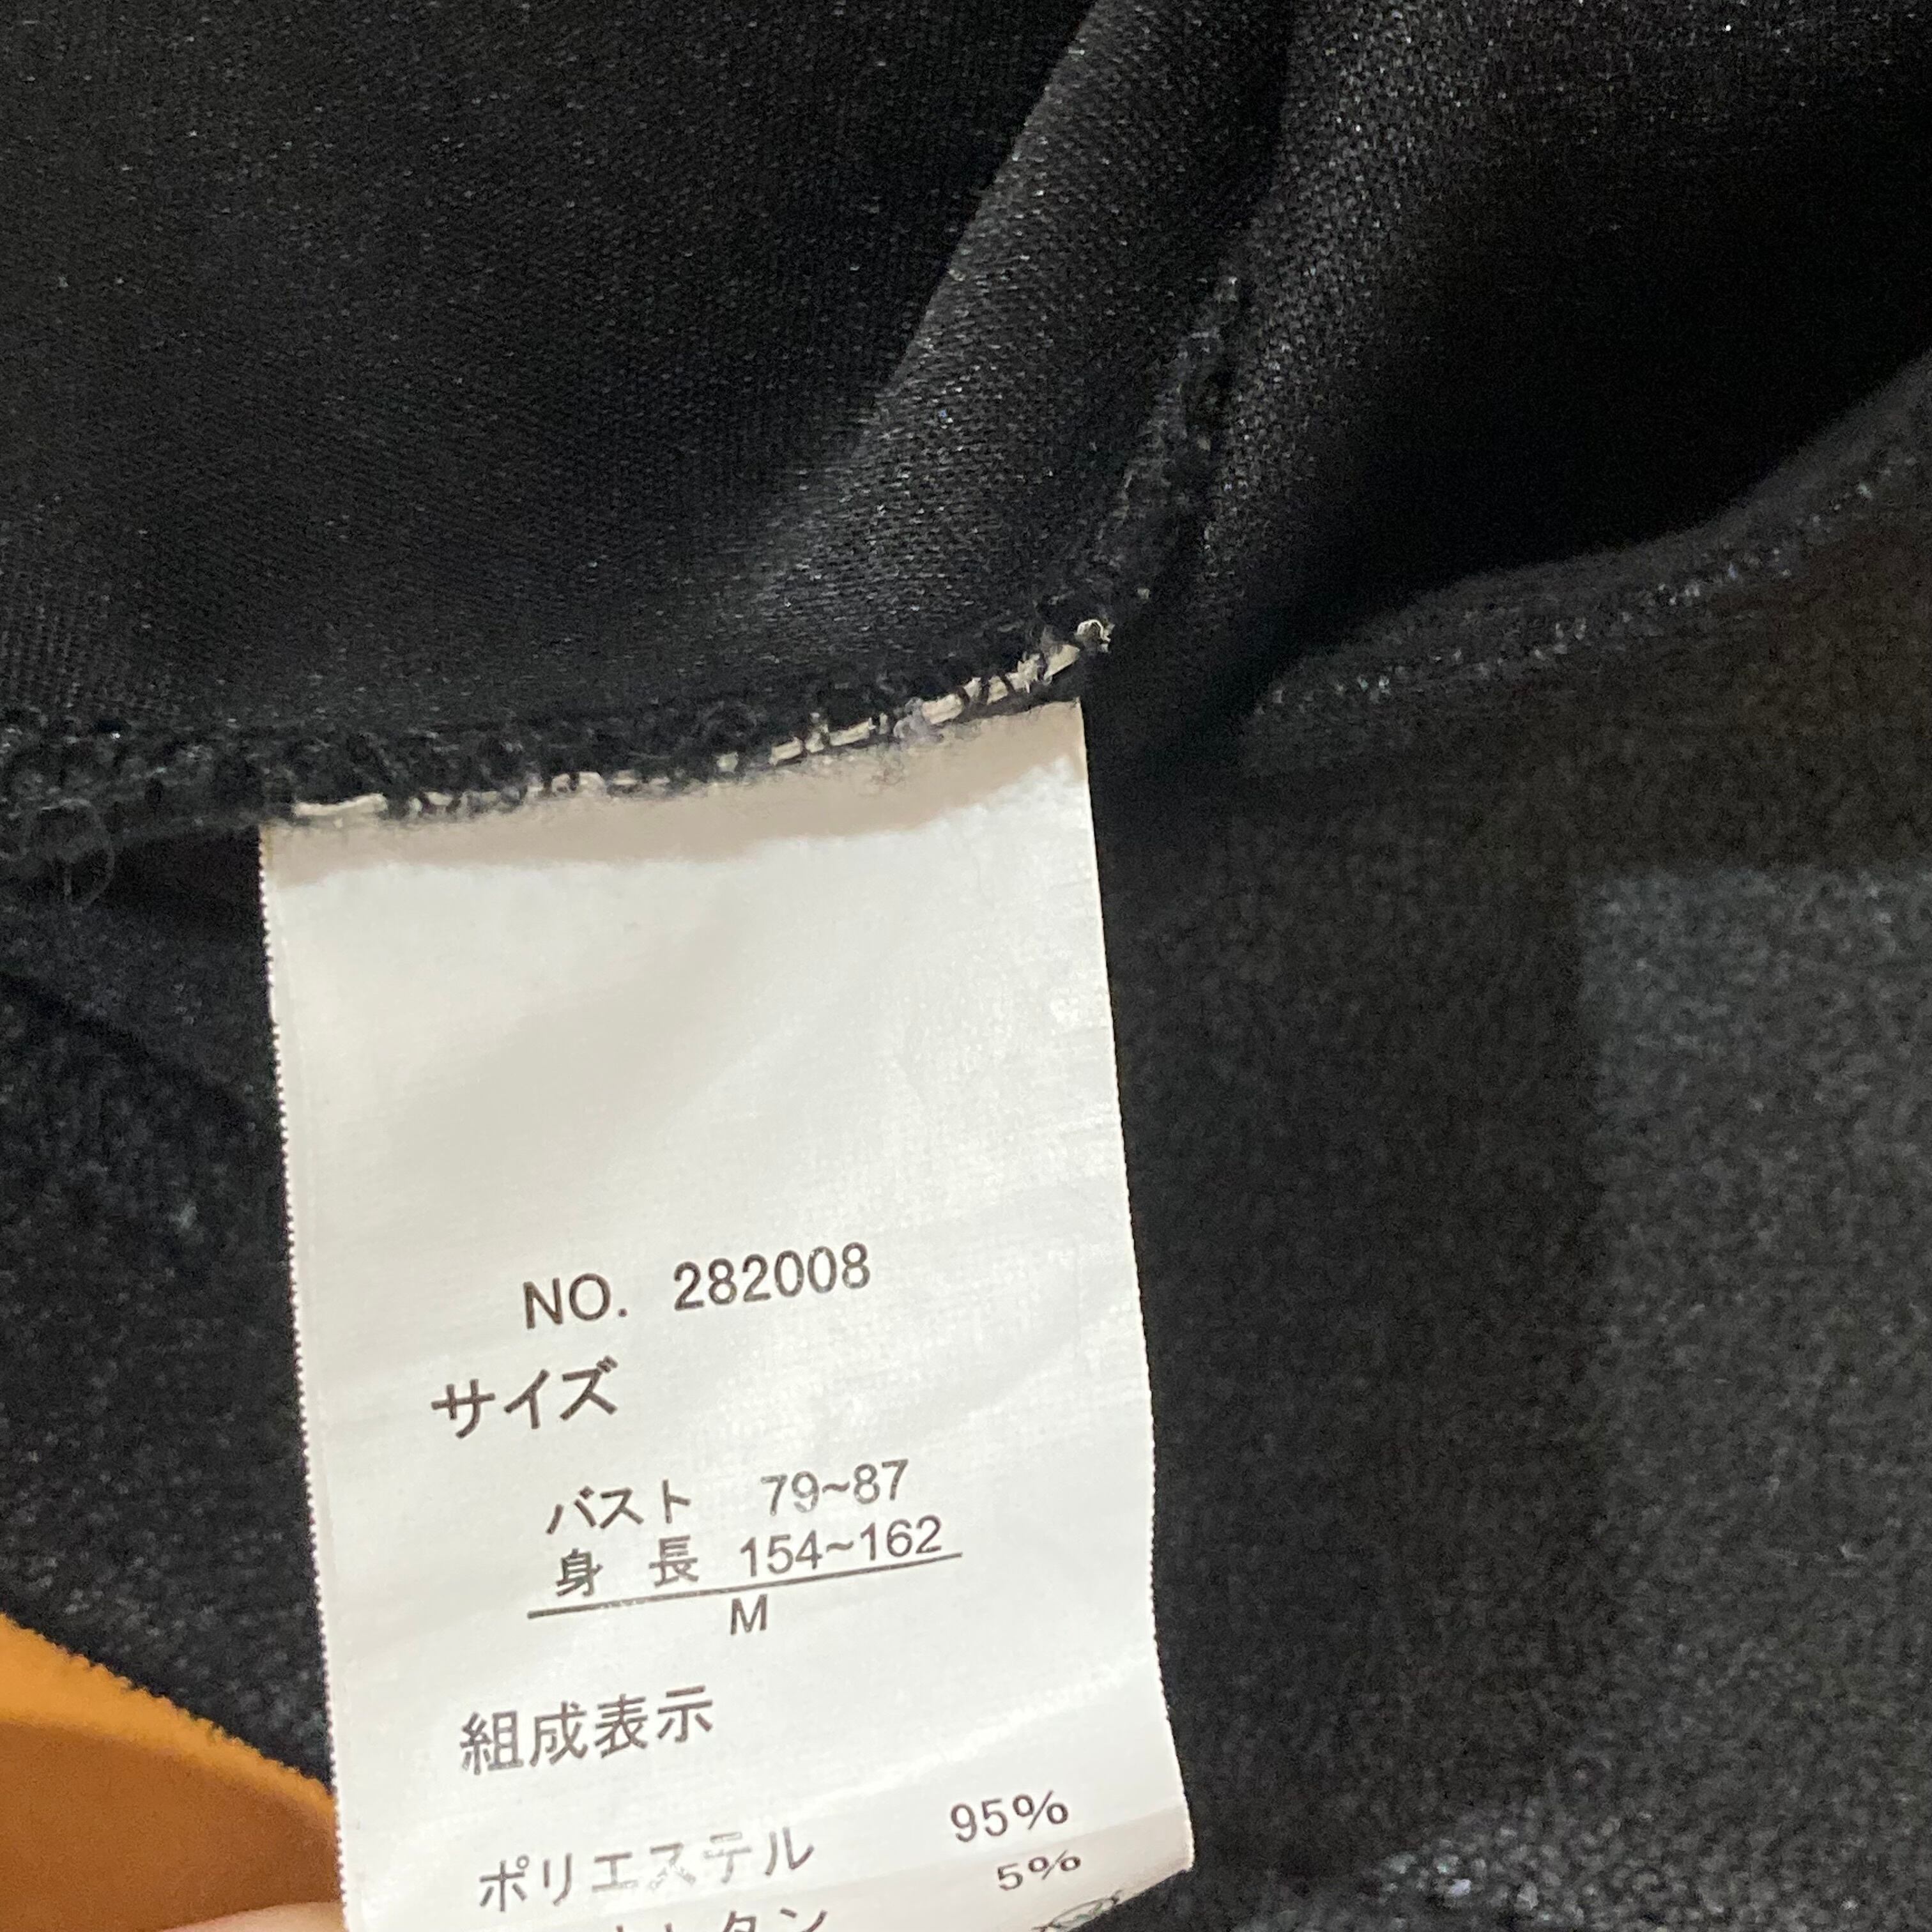 NO. 282008
サイズ
バスト 79~87
身 長 154~162
M
組成表示
ポリエステル 95%
5%